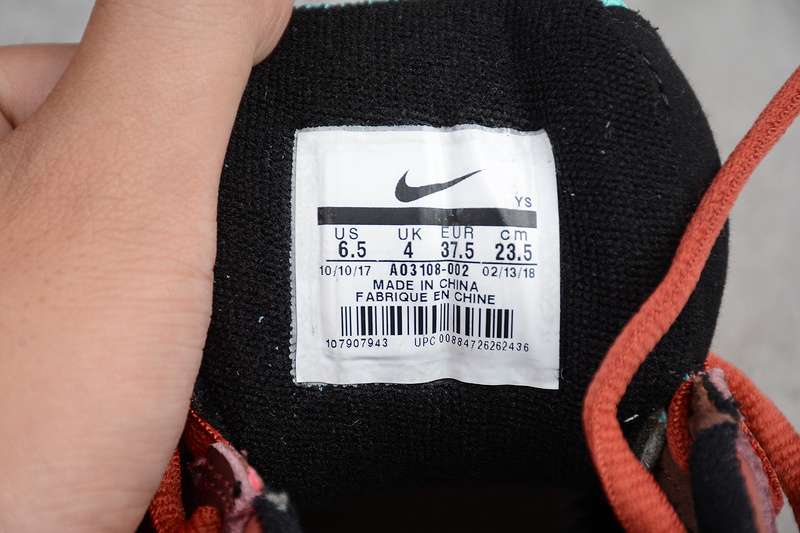 YS
US UK EUR cm
6.5 4 37.5 23.5
10/10/17 AO3108-002 02/13/18
MADE IN CHINA
FABRIQUE EN CHINE
107907943 UPC 00884726262436